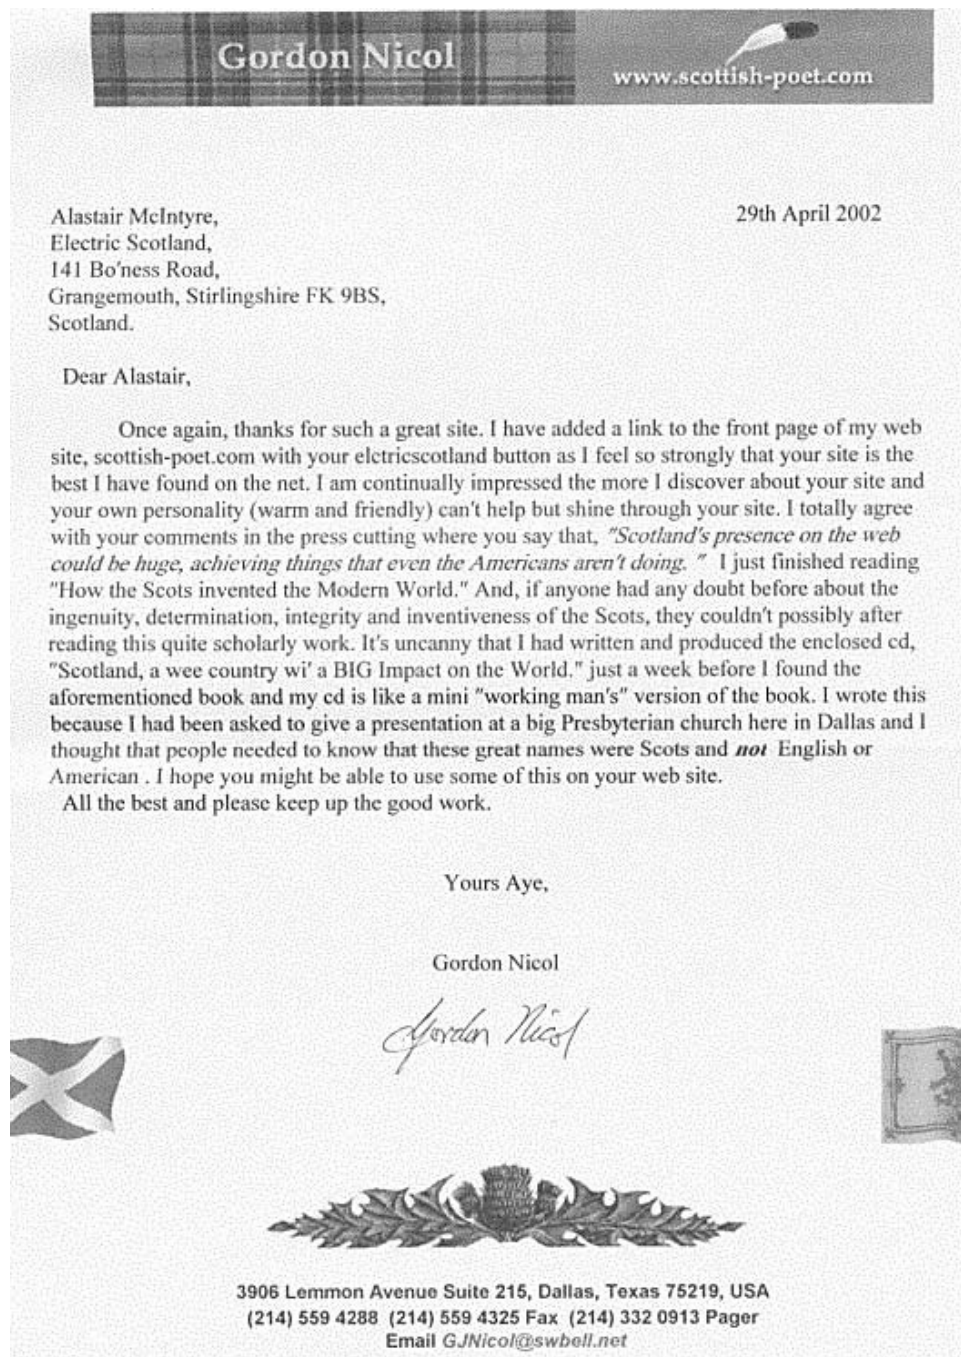 Gordon Nicol
www.scottish-poet.com
Alastair McIntyre,
29th April 2002
Electric Scotland,
141 Bo'ness Road,
Grangemouth, Stirlingshire FK 9BS,
Scotland.
Dear Alastair,
Once again, thanks for such a great site. I have added a link to the front page of my web
site, scottish-poet.com with your elctricscotland button as I feel so strongly that your site is the
best I have found on the net. I am continually impressed the more I discover about your site and
your own personality (warm and friendly) can't help but shine through your site. I totally agree
with your comments in the press cutting where you say that, "Scotland's presence on the web
could be huge, achieving things that even the Americans aren't doing. " I just finished reading
"How the Scots invented the Modern World." And, if anyone had any doubt before about the
ingenuity, determination, integrity and inventiveness of the Scots, they couldn't possibly after
reading this quite scholarly work. It's uncanny that I had written and produced the enclosed cd,
"Scotland, a wee country wi' a BIG Impact on the World." just a week before I found the
aforementioned book and my cd is like a mini "working man's" version of the book. I wrote this
because I had been asked to give a presentation at a big Presbyterian church here in Dallas and I
thought that people needed to know that these great names were Scots and not English or
American . I hope you might be able to use some of this on your web site.
All the best and please keep up the good work.
Yours Aye,
Gordon Nicol
Gordon Nicol
3906 Lemmon Avenue Suite 215, Dallas, Texas 75219, USA
(214) 559 4288 (214) 559 4325 Fax (214) 332 0913 Pager
Email GJNicol@swbell.net